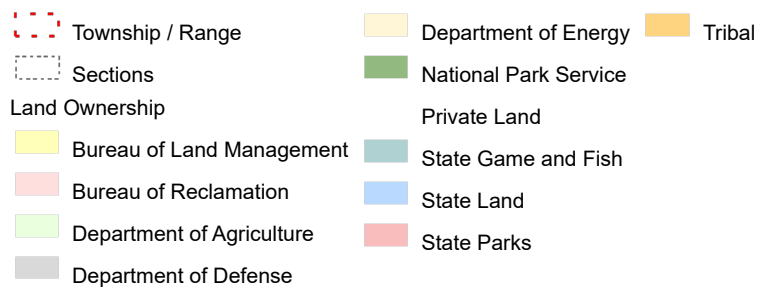 Township / Range
Sections
Land Ownership
Bureau of Land Management
Bureau of Reclamation
Department of Agriculture
Department of Defense
Department of Energy
National Park Service
Private Land
State Game and Fish
State Land
State Parks
Tribal